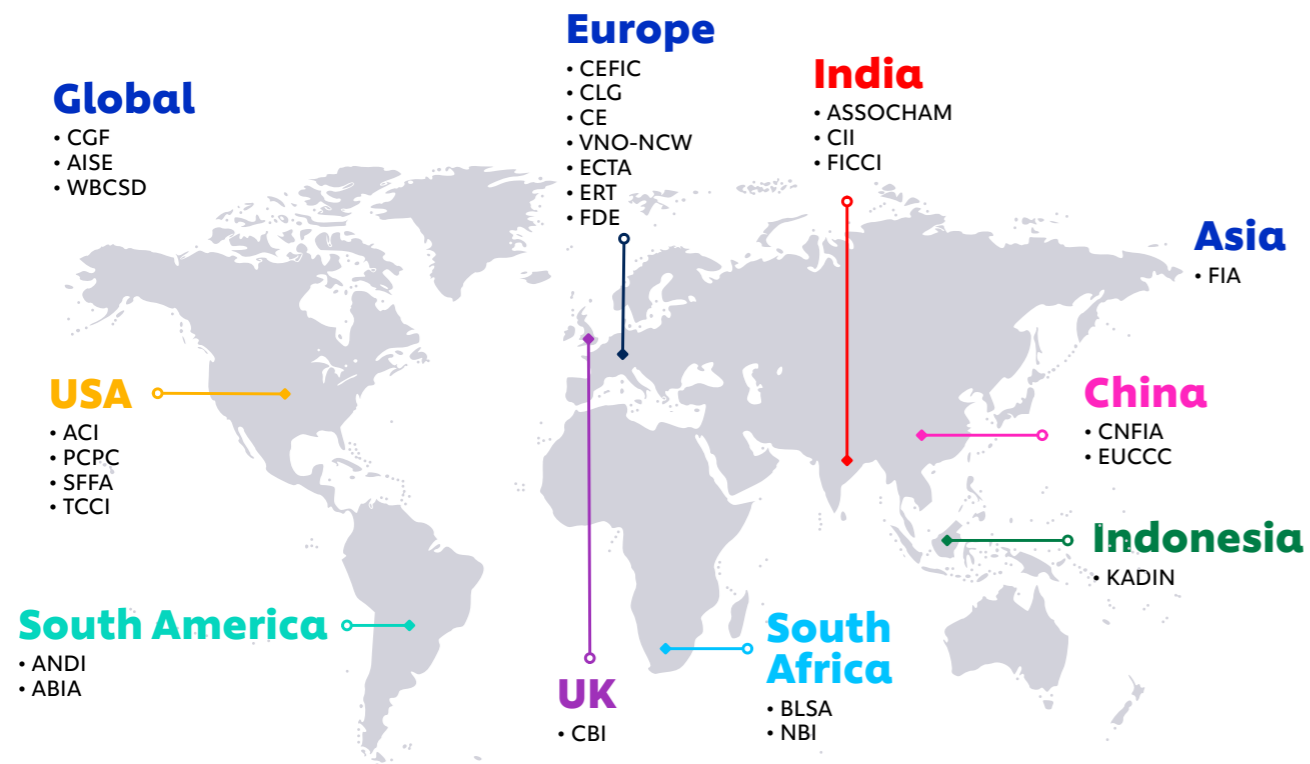 Global
• CGF
• AISE
• WBCSD
Europe
• CEFIC
• CLG
• CE
• VNO-NCW
• ECTA
• ERT
• FDE
India
• ASSOCHAM
• CII
• FICCI
Asia
• FIA
USA
• ACI
• PCPC
• SFFA
• TCCI
China
• CNFIA
• EUCCC
Indonesia
• KADIN
South America
• ANDI
• ABIA
UK
• CBI
South
Africa
• BLSA
• NBI